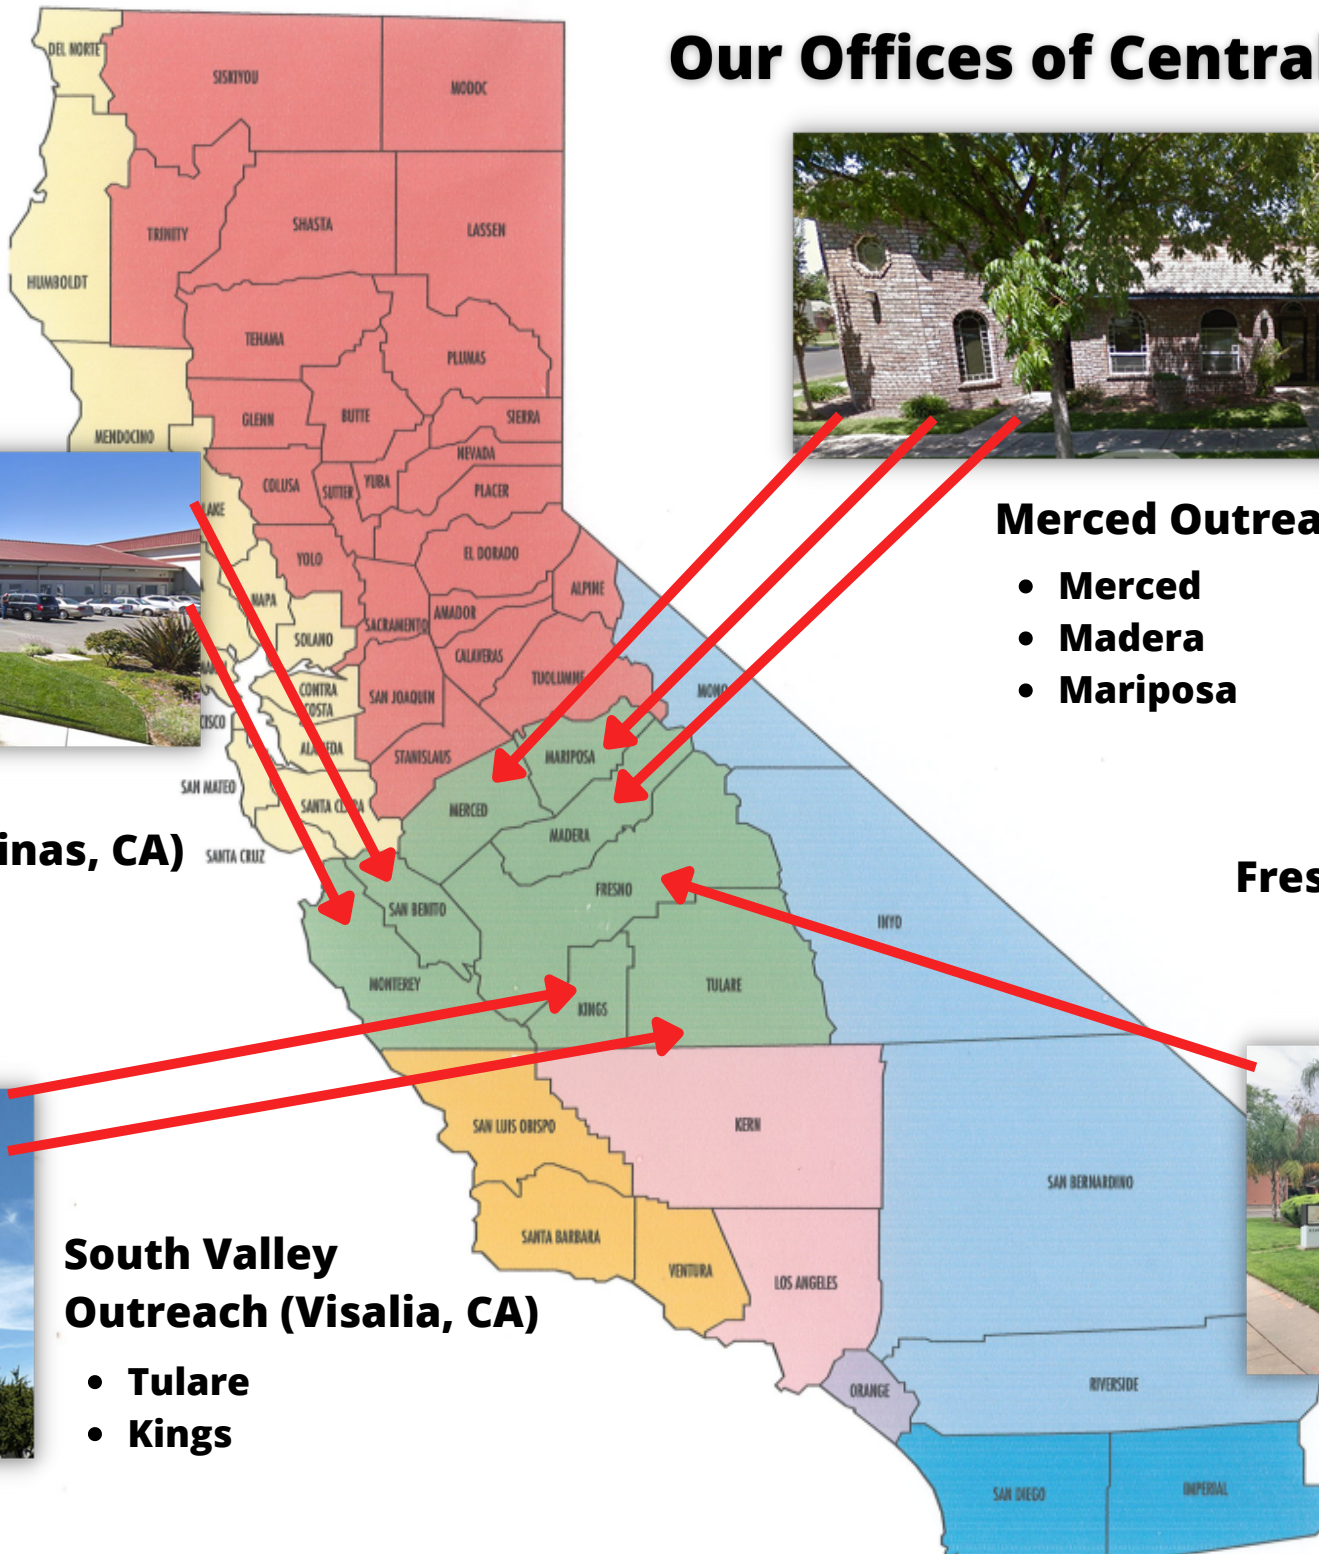 Our Offices of Central
DEL NORTE
SISKIYOU
MODOC
TRINITY
SHASTA
LASSEN
HUMBOLDT
TEHAMA
PLUMAS
GLENN
BUTTE
SIERRA
MENDOCINO
NEVADA
COLUSA
SUTTER
YUBA
PLACER
LAKE
YOLO
EL DORADO
NAPA
ALPINE
SACRAMENTO
AMADOR
SOLANO
CALAVERAS
TUOLUMNE
CONTRA
COSTA
SAN JOAQUIN
MONO
CISCO
STANISLAUS
MARIPOSA
SAN MATEO
MERCED
MADERA
SANTA CRUZ
FRESNO
SAN BENITO
INYO
MONTEREY
KINGS
TULARE
SAN LUIS OBISPO
KERN
SAN BERNARDINO
SANTA BARBARA
VENTURA
LOS ANGELES
ORANGE
RIVERSIDE
SAN DIEGO
IMPERIAL
Merced Outrea
• Merced
• Madera
• Mariposa
inas, CA)
Fres
South Valley
Outreach (Visalia, CA)
• Tulare
• Kings